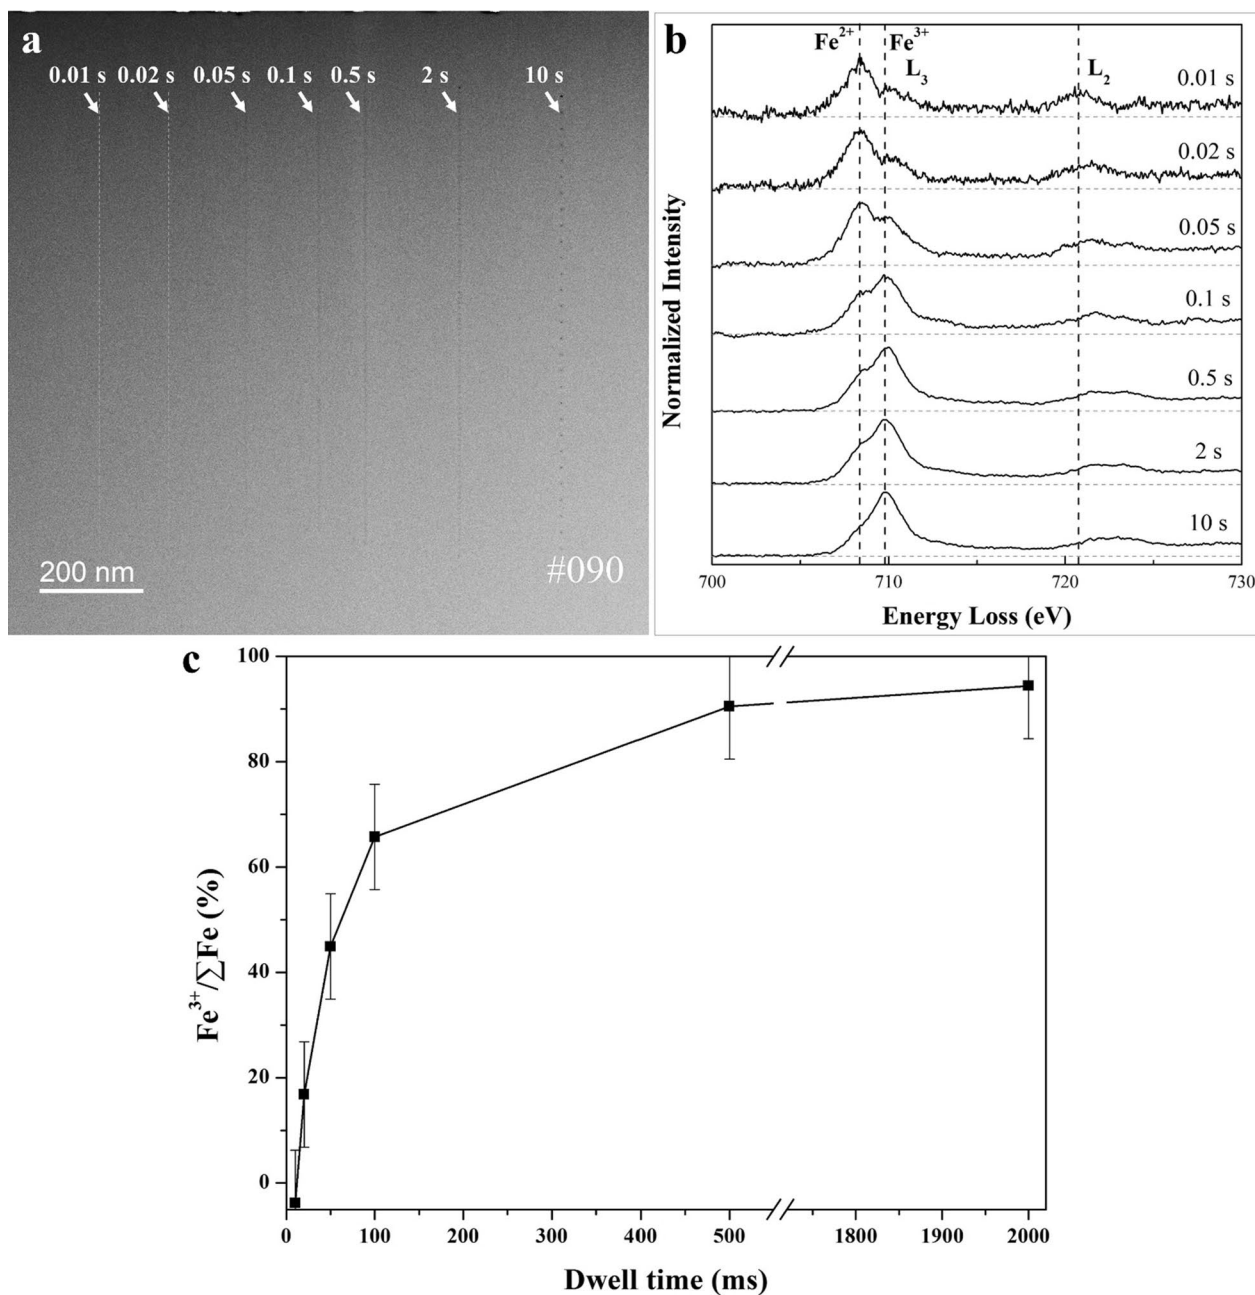 a
0.01 s 0.02 s 0.05 s 0.1 s 0.5 s 2 s 10 s
200 nm
#090
b
Fe²⁺ Fe³⁺
L₃ L₂
0.01 s
0.02 s
0.05 s
0.1 s
0.5 s
2 s
10 s
Normalized Intensity
700 710 720 730
Energy Loss (eV)
c
100
80
60
40
20
0
Fe³⁺/∑Fe (%)
0 100 200 300 400 500 1800 1900 2000
Dwell time (ms)